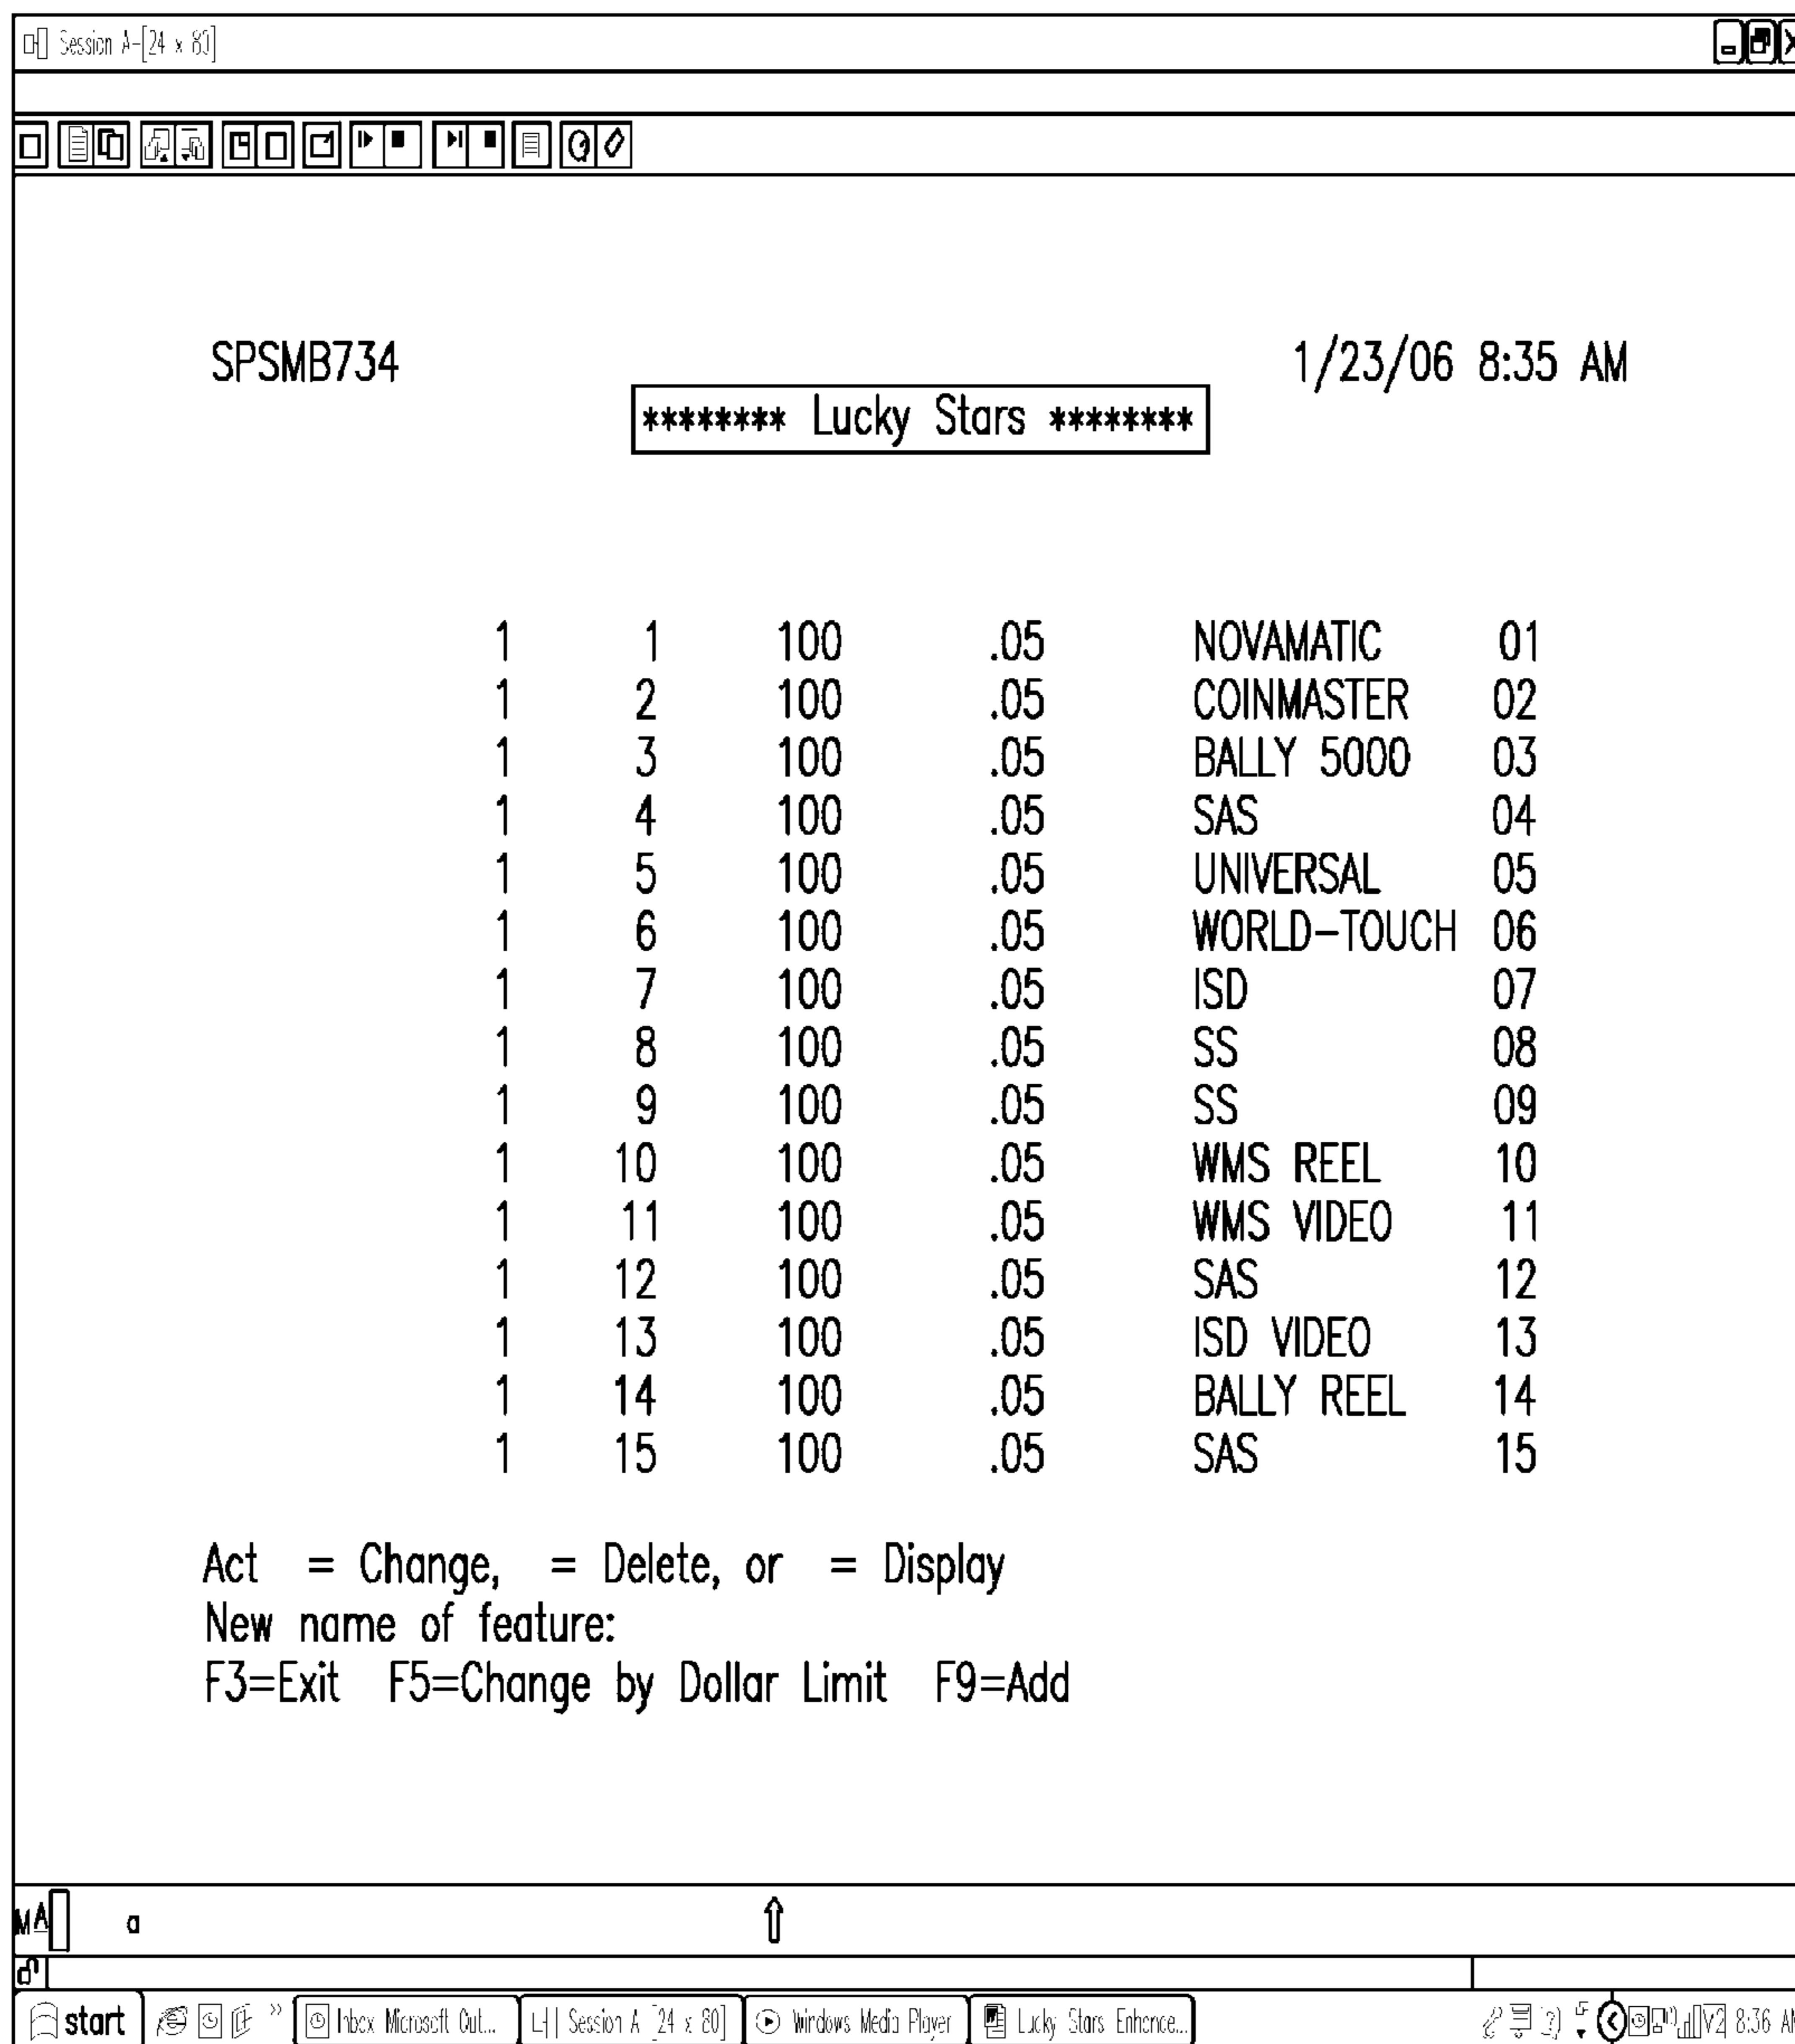 Session A-[24 x 80]
SPSMB734 1/23/06 8:35 AM
******** Lucky Stars ********
1 1 100 .05 NOVAMATIC 01
1 2 100 .05 COINMASTER 02
1 3 100 .05 BALLY 5000 03
1 4 100 .05 SAS 04
1 5 100 .05 UNIVERSAL 05
1 6 100 .05 WORLD-TOUCH 06
1 7 100 .05 ISD 07
1 8 100 .05 SS 08
1 9 100 .05 SS 09
1 10 100 .05 WMS REEL 10
1 11 100 .05 WMS VIDEO 11
1 12 100 .05 SAS 12
1 13 100 .05 ISD VIDEO 13
1 14 100 .05 BALLY REEL 14
1 15 100 .05 SAS 15
Act = Change, = Delete, or = Display
New name of feature:
F3=Exit F5=Change by Dollar Limit F9=Add
MA a
start » Inbox Microsoft Out... Session A [24 x 80] Windows Media Player Lucky Stars Enhance... V2 8:36 AM